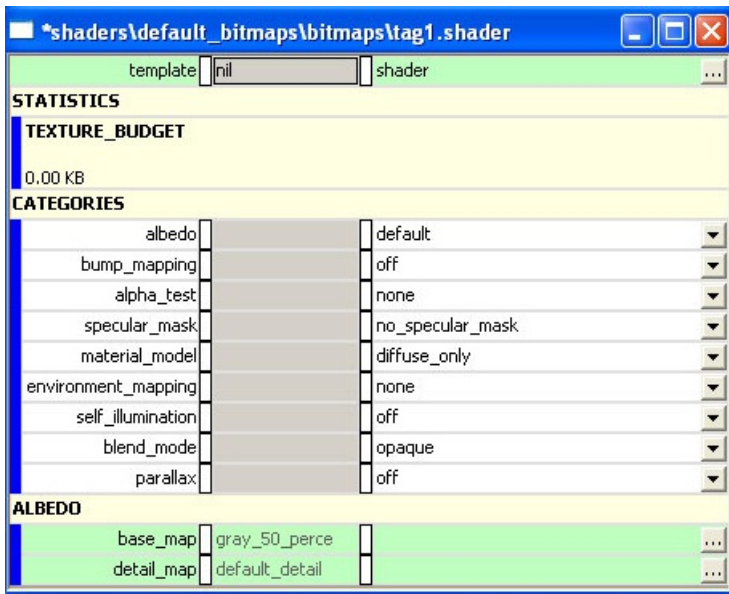 *shaders\default_bitmaps\bitmaps\tag1.shader
template nil shader ...
STATISTICS
TEXTURE_BUDGET
0.00 KB
CATEGORIES
albedo default
bump_mapping off
alpha_test none
specular_mask no_specular_mask
material_model diffuse_only
environment_mapping none
self_illumination off
blend_mode opaque
parallax off
ALBEDO
base_map gray_50_perce ...
detail_map default_detail ...